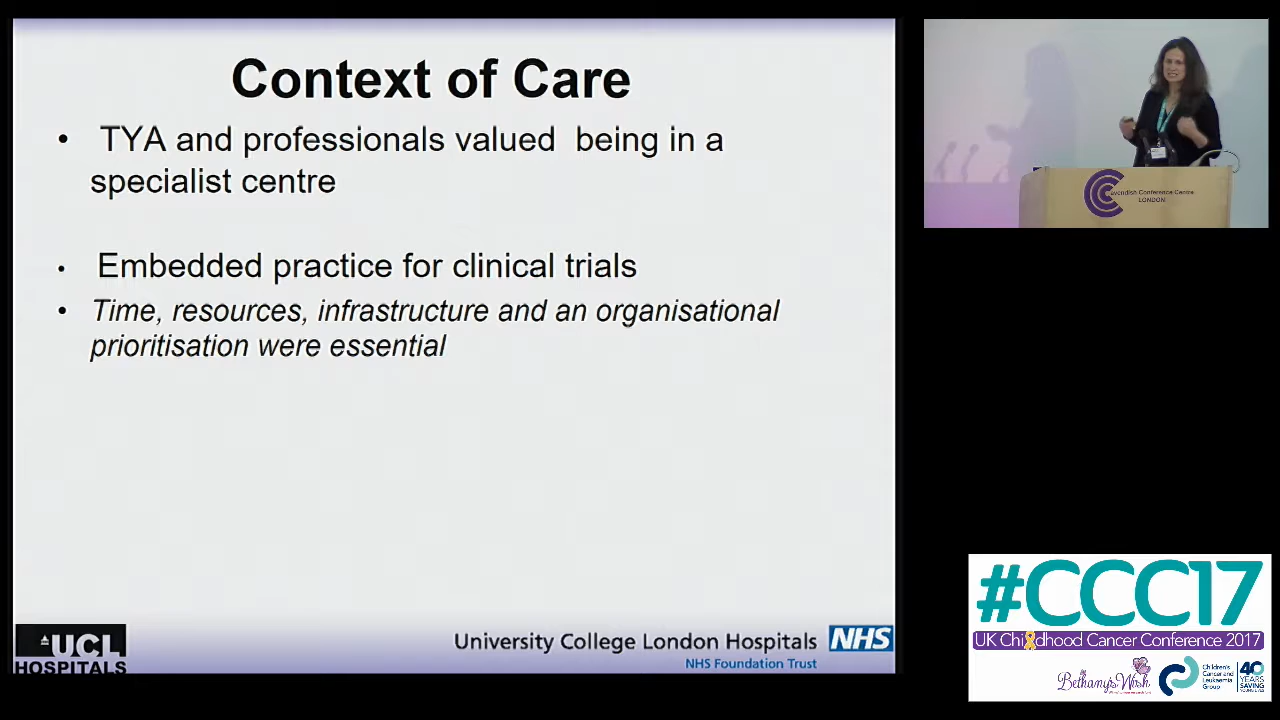 Context of Care
• TYA and professionals valued being in a
specialist centre
• Embedded practice for clinical trials
• Time, resources, infrastructure and an organisational
prioritisation were essential
UCL
HOSPITALS
University College London Hospitals NHS
NHS Foundation Trust
avendish Conference Centre
LONDON
#CCC17
UK Childhood Cancer Conference 2017
Bethany's Wish
Children's
Cancer and
Leukaemia
Group
40
YEARS
SAVING
YOUNG LIVES